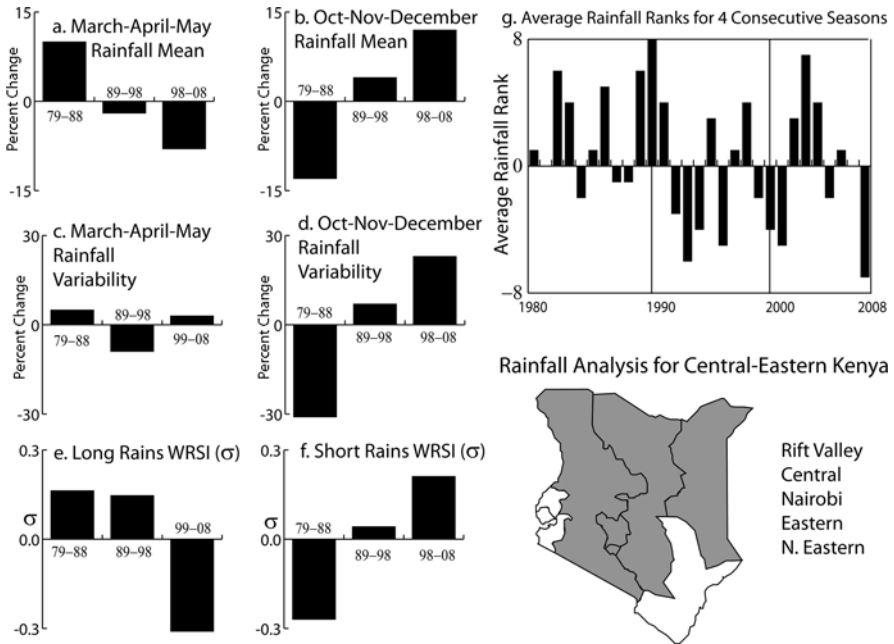 a. March-April-May
Rainfall Mean
Percent Change
15
0
-15
79–88
89–98
98–08
b. Oct-Nov-December
Rainfall Mean
15
0
-15
79–88
89–98
98–08
c. March-April-May
Rainfall
Variability
Percent Change
30
0
-30
79–88
89–98
99–08
d. Oct-Nov-December
Rainfall
Variability
Percent Change
30
0
-30
79–88
89–98
98–08
e. Long Rains WRSI (σ)
σ
0.3
0.0
-0.3
79–88
89–98
99–08
f. Short Rains WRSI (σ)
σ
0.3
0.0
-0.3
79–88
89–98
98–08
g. Average Rainfall Ranks for 4 Consecutive Seasons
Average Rainfall Rank
8
0
−8
1980
1990
2000
2008
Rainfall Analysis for Central-Eastern Kenya
Rift Valley
Central
Nairobi
Eastern
N. Eastern